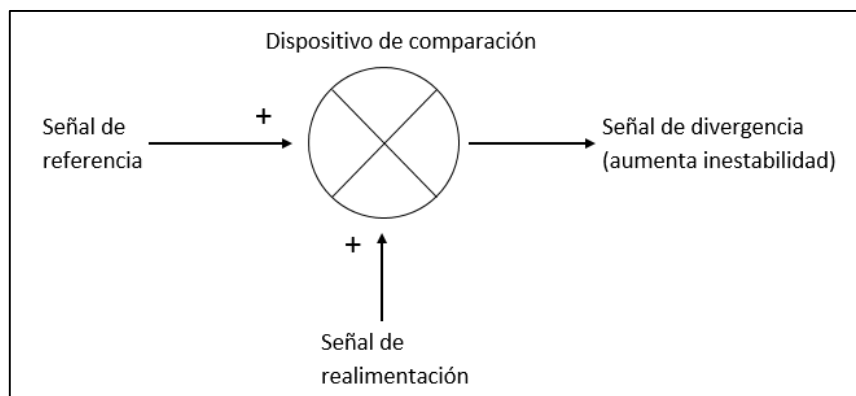 Dispositivo de comparación
+
Señal de
referencia
Señal de divergencia
(aumenta inestabilidad)
+
Señal de
realimentación